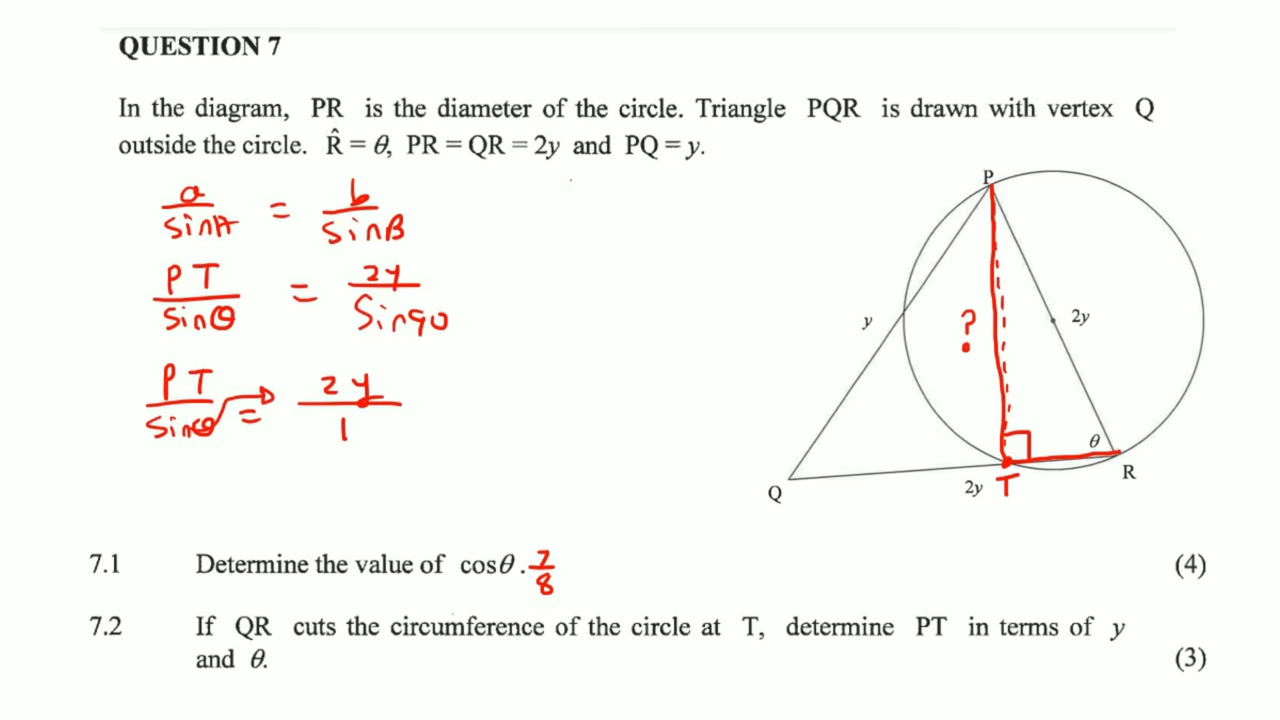 QUESTION 7
In the diagram, PR is the diameter of the circle. Triangle PQR is drawn with vertex Q
outside the circle. R̂ = θ, PR = QR = 2y and PQ = y.
a/sinA = b/sinB
PT/sinθ = 2y/Sin90
PT/sinθ = 2y/1
P
y
?
2y
θ
R
Q
2y
T
7.1 Determine the value of cosθ. 7/8 (4)
7.2 If QR cuts the circumference of the circle at T, determine PT in terms of y
and θ. (3)